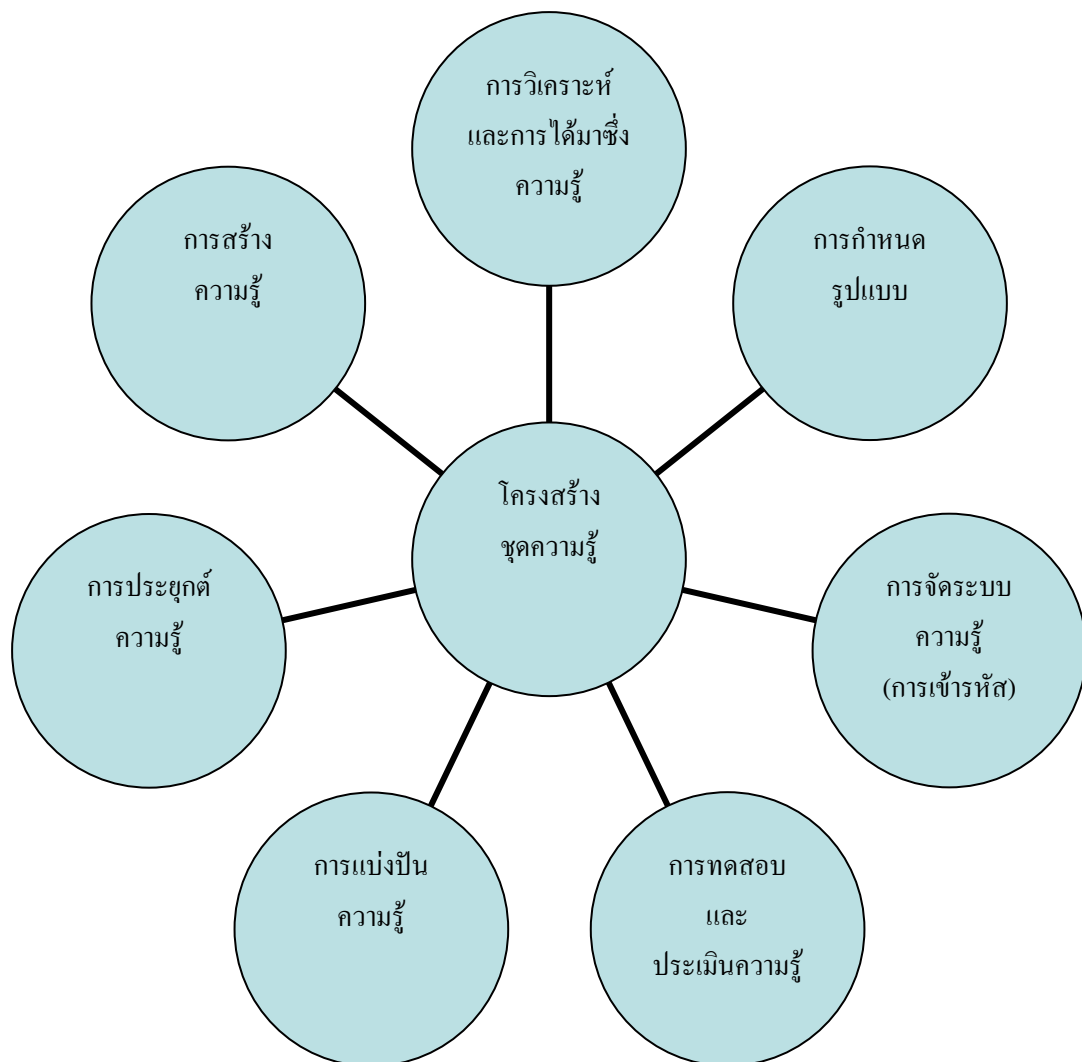 การวิเคราะห์
และการได้มาซึ่ง
ความรู้
การกำหนด
รูปแบบ
การจัดระบบ
ความรู้
(การเข้ารหัส)
การทดสอบ
และ
ประเมินความรู้
การแบ่งปัน
ความรู้
การประยุกต์
ความรู้
การสร้าง
ความรู้
โครงสร้าง
ชุดความรู้